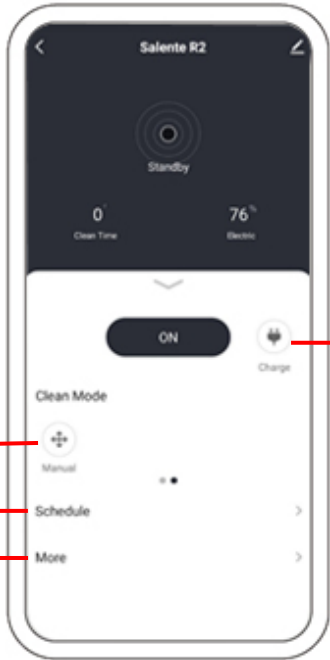 Salente R2
Standby
0'
76%
Clean Time
Electric
ON
Charge
Clean Mode
Manual
Schedule
More